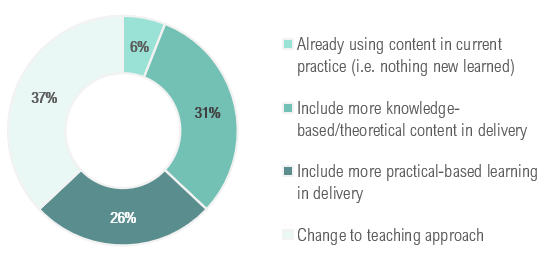 6%
31%
26%
37%
Already using content in current
practice (i.e. nothing new learned)
Include more knowledge-
based/theoretical content in delivery
Include more practical-based learning
in delivery
Change to teaching approach